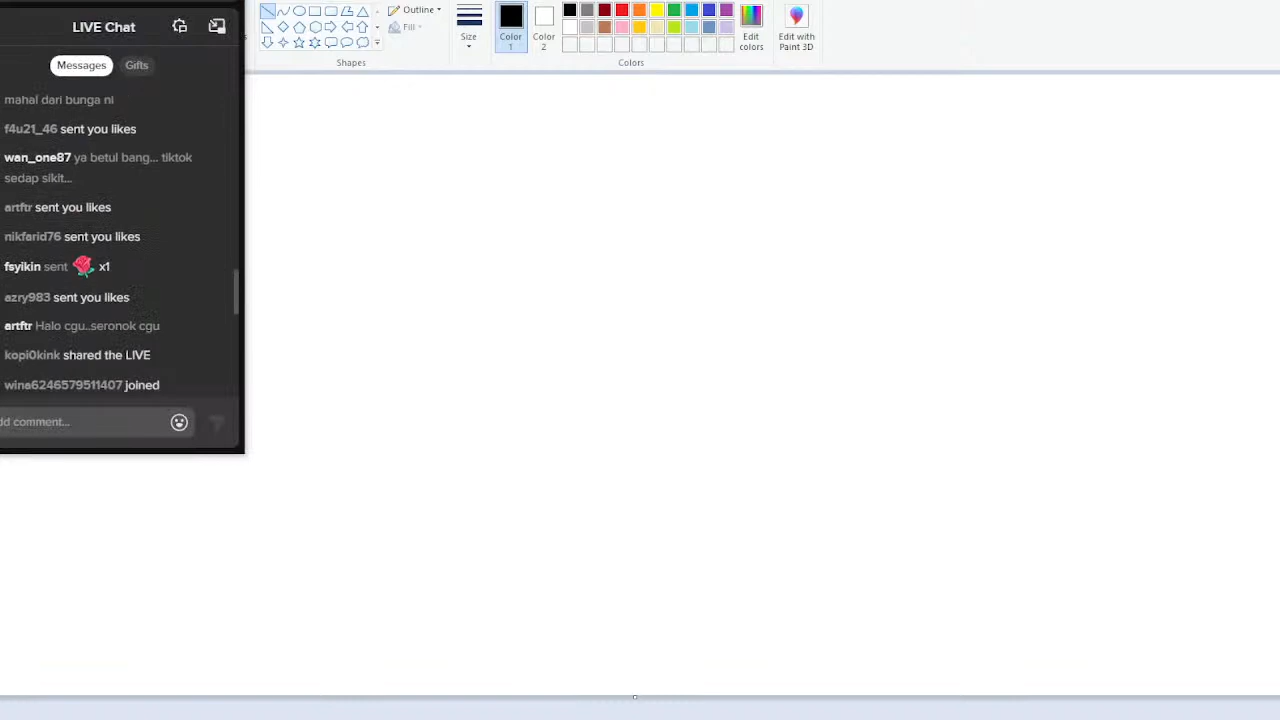 LIVE Chat
Messages Gifts
mahal dari bunga ni
f4u21_46 sent you likes
wan_one87 ya betul bang... tiktok
sedap sikit...
artftr sent you likes
nikfarid76 sent you likes
fsyikin sent x1
azry983 sent you likes
artftr Halo cgu..seronok cgu
kopi0kink shared the LIVE
wina6246579511407 joined
dd comment...
Outline
Fill
Shapes
Size
Color
1
Color
2
Edit
colors
Colors
Edit with
Paint 3D